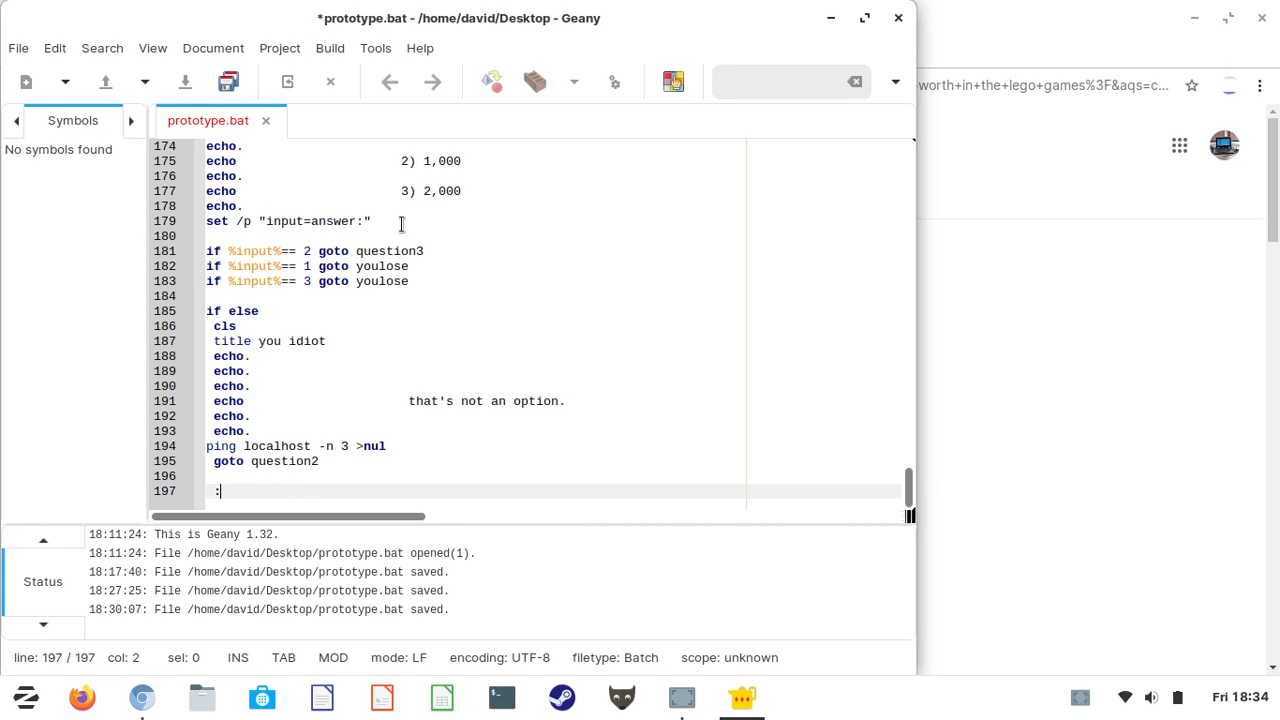 *prototype.bat - /home/david/Desktop - Geany
File Edit Search View Document Project Build Tools Help
worth+in+the+lego+games%3F&aqs=c...
Symbols
prototype.bat
No symbols found
174 echo.
175 echo 2) 1,000
176 echo.
177 echo 3) 2,000
178 echo.
179 set /p "input=answer:"
180
181 if %input%== 2 goto question3
182 if %input%== 1 goto youlose
183 if %input%== 3 goto youlose
184
185 if else
186 cls
187 title you idiot
188 echo.
189 echo.
190 echo.
191 echo that's not an option.
192 echo.
193 echo.
194 ping localhost -n 3 >nul
195 goto question2
196
197 :
Status
18:11:24: This is Geany 1.32.
18:11:24: File /home/david/Desktop/prototype.bat opened(1).
18:17:40: File /home/david/Desktop/prototype.bat saved.
18:27:25: File /home/david/Desktop/prototype.bat saved.
18:30:07: File /home/david/Desktop/prototype.bat saved.
line: 197 / 197 col: 2 sel: 0 INS TAB MOD mode: LF encoding: UTF-8 filetype: Batch scope: unknown
Fri 18:34